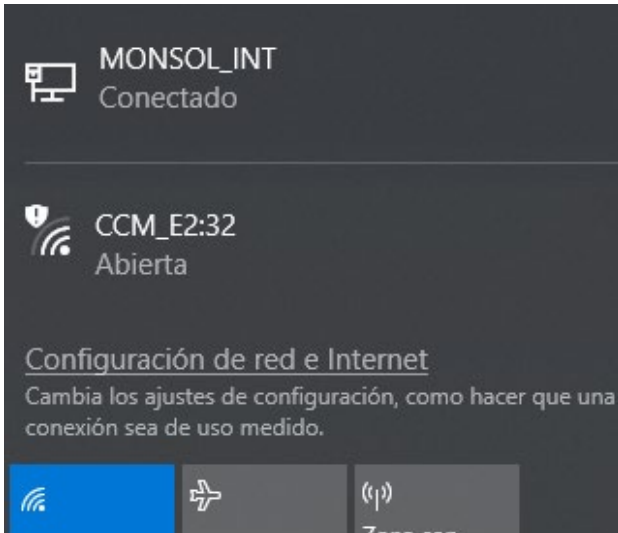 MONSOL_INT
Conectado
CCM_E2:32
Abierta
Configuración de red e Internet
Cambia los ajustes de configuración, como hacer que una
conexión sea de uso medido.